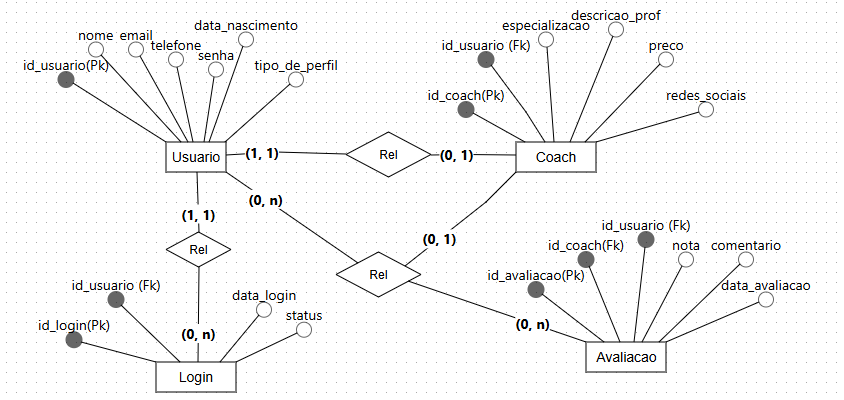 data_nascimento
nome
email
telefone
senha
id_usuario(Pk)
tipo_de_perfil
descricao_prof
especializacao
id_usuario (Fk)
preco
id_coach(Pk)
redes_sociais
Usuario
(1, 1)
Rel
(0, 1)
Coach
(0, n)
(1, 1)
Rel
(0, 1)
Rel
id_usuario (Fk)
id_coach(Fk)
nota
comentario
id_avaliacao(Pk)
data_avaliacao
id_usuario (Fk)
data_login
id_login(Pk)
status
(0, n)
(0, n)
Login
Avaliacao